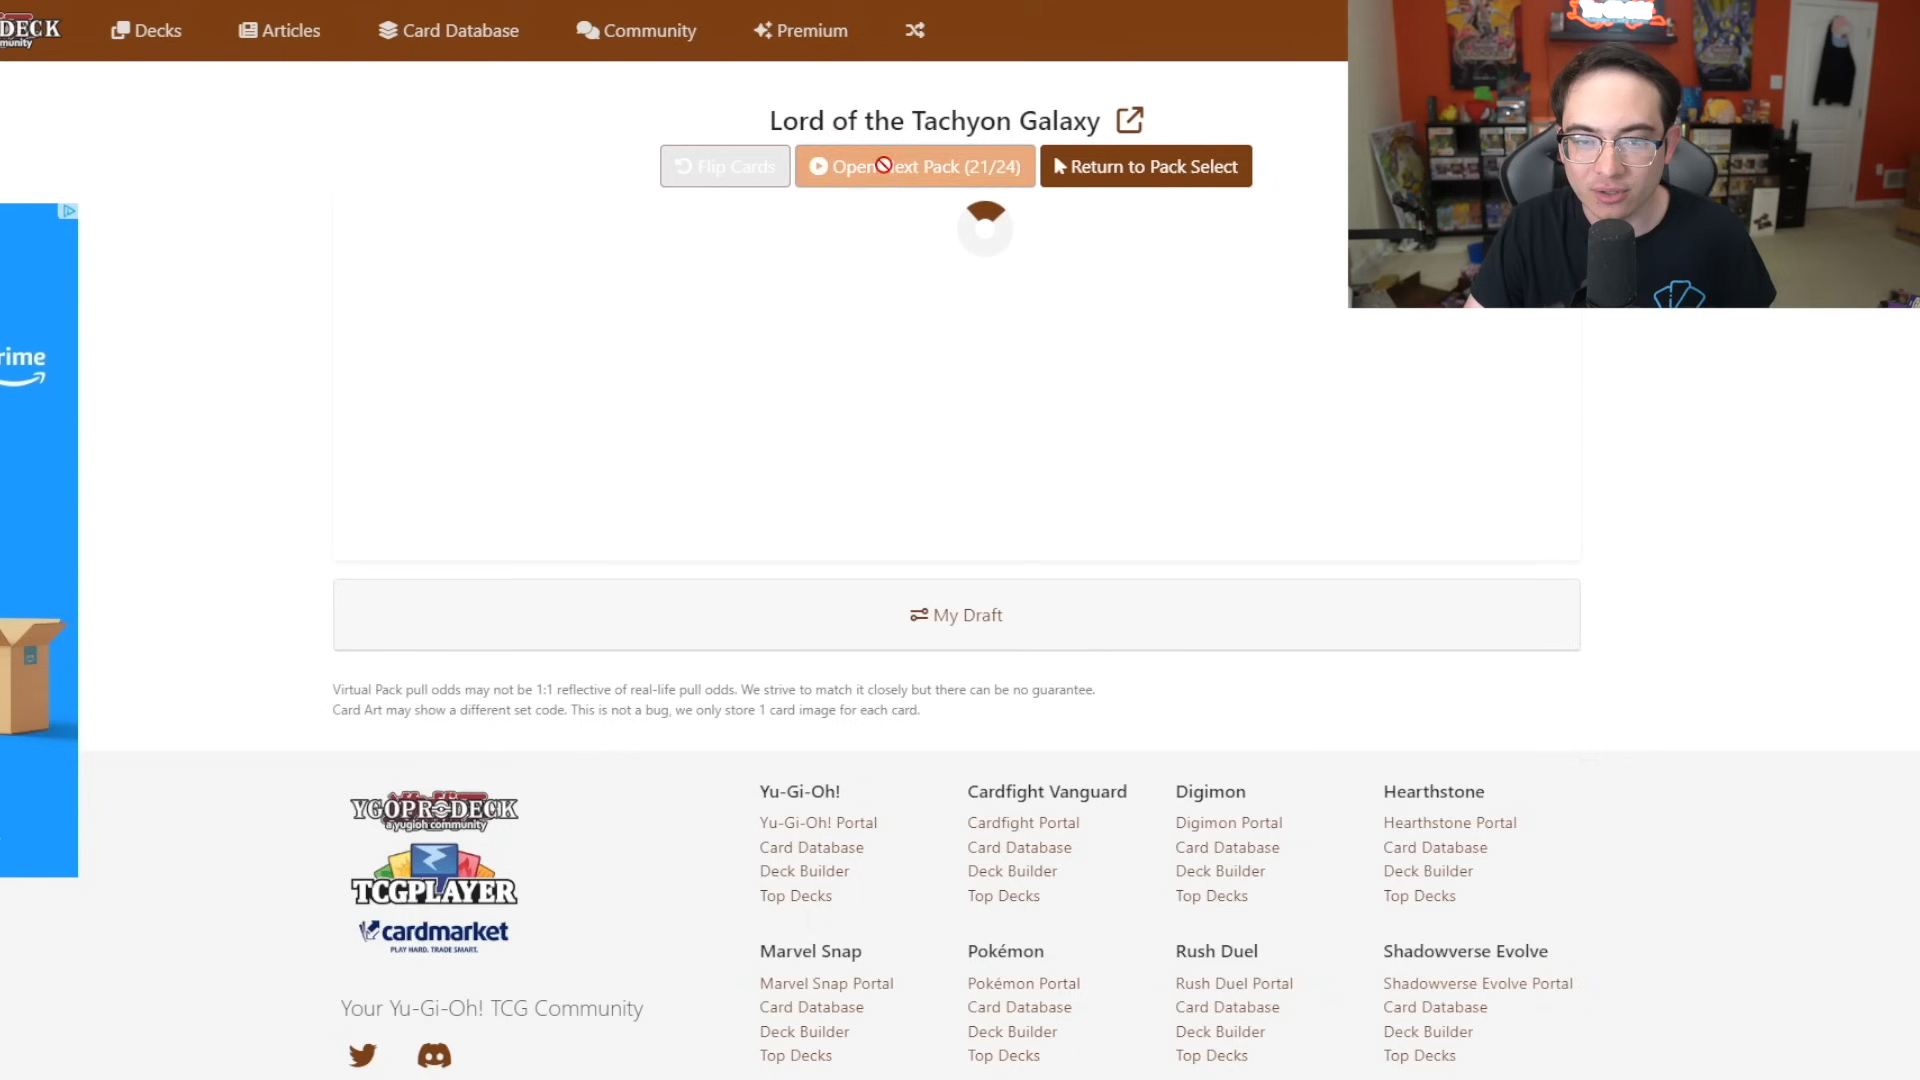 DECK
munity
Decks
Articles
Card Database
Community
Premium
Lord of the Tachyon Galaxy
Flip Cards
Open Next Pack (21/24)
Return to Pack Select
rime
My Draft
Virtual Pack pull odds may not be 1:1 reflective of real-life pull odds. We strive to match it closely but there can be no guarantee.
Card Art may show a different set code. This is not a bug, we only store 1 card image for each card.
YGOPRODECK
a yugioh community
TCGPLAYER
cardmarket
PLAY HARD. TRADE SMART.
Your Yu-Gi-Oh! TCG Community
Yu-Gi-Oh!
Yu-Gi-Oh! Portal
Card Database
Deck Builder
Top Decks
Cardfight Vanguard
Cardfight Portal
Card Database
Deck Builder
Top Decks
Digimon
Digimon Portal
Card Database
Deck Builder
Top Decks
Hearthstone
Hearthstone Portal
Card Database
Deck Builder
Top Decks
Marvel Snap
Marvel Snap Portal
Card Database
Deck Builder
Top Decks
Pokémon
Pokémon Portal
Card Database
Deck Builder
Top Decks
Rush Duel
Rush Duel Portal
Card Database
Deck Builder
Top Decks
Shadowverse Evolve
Shadowverse Evolve Portal
Card Database
Deck Builder
Top Decks